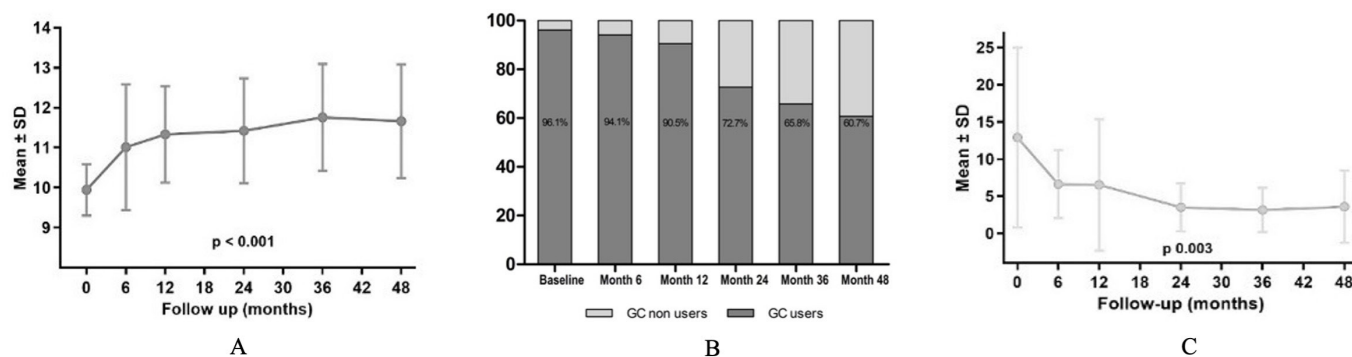 14
13
12
11
10
9
Mean ± SD
p < 0.001
0 6 12 18 24 30 36 42 48
Follow up (months)
A
100
80
60
40
20
0
96.1% 94.1% 90.5% 72.7% 65.8% 60.7%
Baseline Month 6 Month 12 Month 24 Month 36 Month 48
GC non users GC users
B
25
20
15
10
5
0
Mean ± SD
p 0.003
0 6 12 18 24 30 36 42 48
Follow-up (months)
C